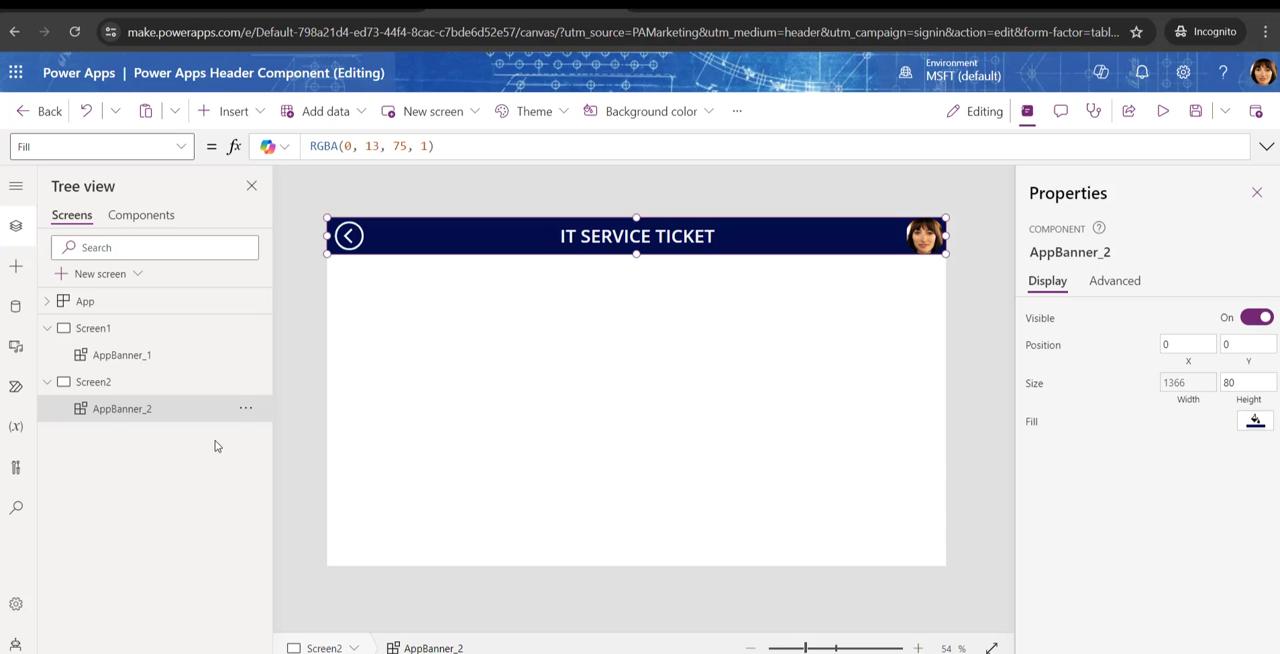 make.powerapps.com/e/Default-798a21d4-ed73-44f4-8cac-c7bde6d52e57/canvas/?utm_source=PAMarketing&utm_medium=header&utm_campaign=signin&action=edit&form-factor=tabl... Incognito
Power Apps | Power Apps Header Component (Editing)
Environment
MSFT (default)
Back Insert Add data New screen Theme Background color ... Editing
Fill = fx RGBA(0, 13, 75, 1)
Tree view
Screens Components
Search
New screen
App
Screen1
AppBanner_1
Screen2
AppBanner_2 ...
IT SERVICE TICKET
Properties
COMPONENT ?
AppBanner_2
Display Advanced
Visible On
Position 0 0
X Y
Size 1366 80
Width Height
Fill
Screen2 AppBanner_2 54 %